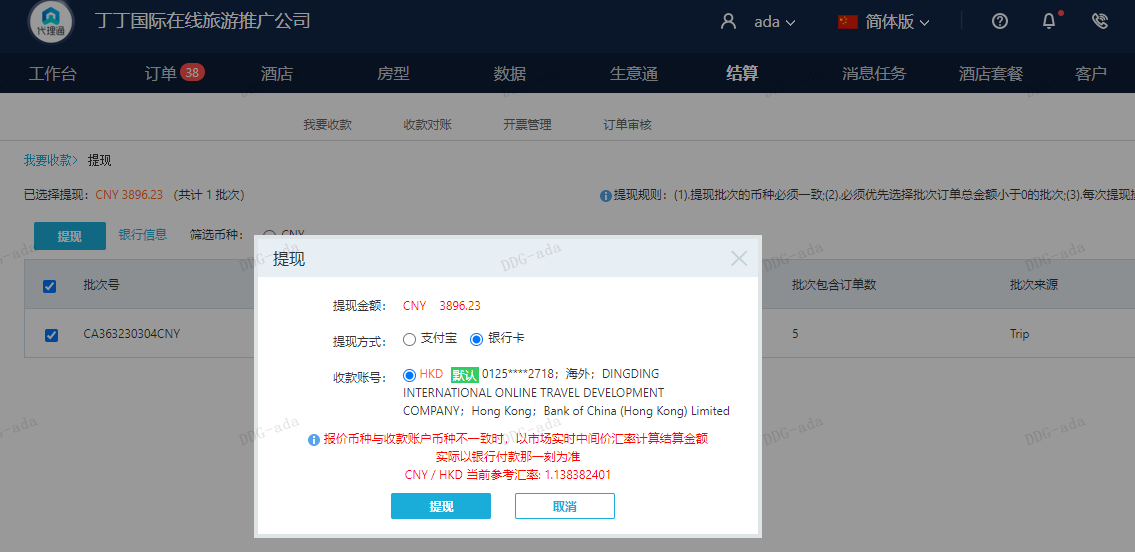 代理通
丁丁国际在线旅游推广公司
ada
简体版
工作台
订单 38
酒店
房型
数据
生意通
结算
消息任务
酒店套餐
客户
我要收款
收款对账
开票管理
订单审核
我要收款> 提现
已选择提现：CNY 3896.23 (共计 1 批次)
提现规则：(1).提现批次的币种必须一致;(2).必须优先选择批次订单总金额小于0的批次;(3).每次提现
提现
银行信息
筛选币种：
CNY
批次号
批次包含订单数
批次来源
CA363230304CNY
5
Trip
提现
提现金额： CNY 3896.23
提现方式： 支付宝 银行卡
收款账号： HKD 默认 0125****2718；海外；DINGDING
INTERNATIONAL ONLINE TRAVEL DEVELOPMENT
COMPANY；Hong Kong；Bank of China (Hong Kong) Limited
报价币种与收款账户币种不一致时，以市场实时中间价汇率计算结算金额
实际以银行付款那一刻为准
CNY / HKD 当前参考汇率: 1.138382401
提现
取消
DDG-ada
DDG-ada
DDG-ada
DDG-ada
DDG-ada
DDG-ada